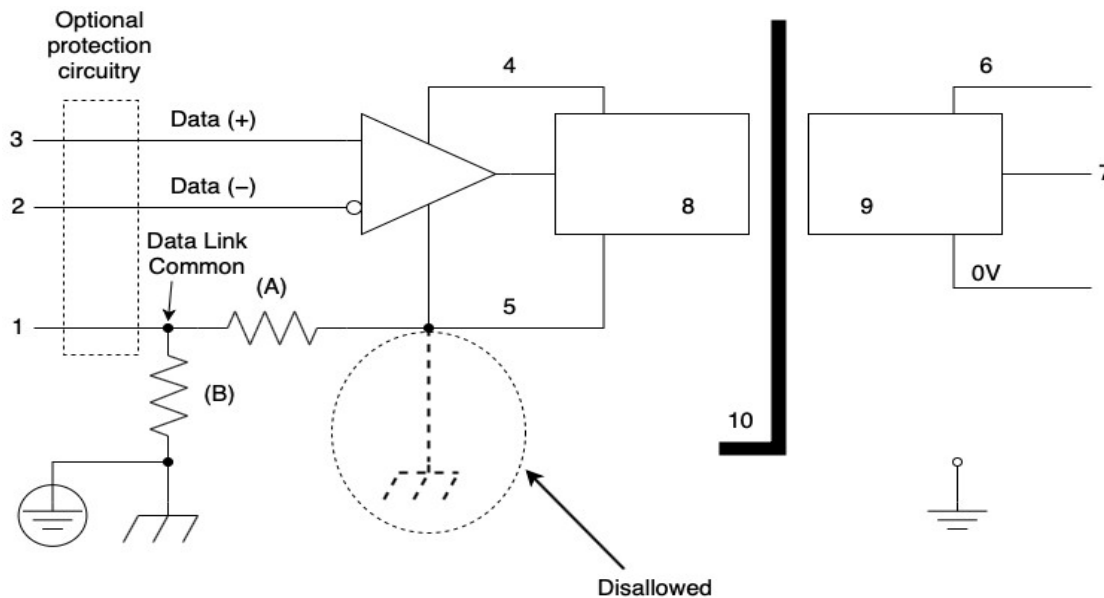 Optional
protection
circuitry
4
6
3
Data (+)
7
2
Data (–)
8
9
Data Link
Common
(A)
0V
1
5
(B)
10
Disallowed